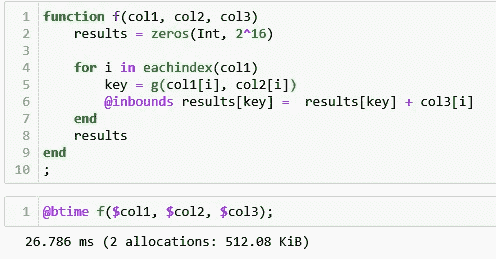 1 function f(col1, col2, col3)
2 results = zeros(Int, 2^16)
3
4 for i in eachindex(col1)
5 key = g(col1[i], col2[i])
6 @inbounds results[key] = results[key] + col3[i]
7 end
8 results
9 end
10 ;
1 @btime f($col1, $col2, $col3);
26.786 ms (2 allocations: 512.08 KiB)